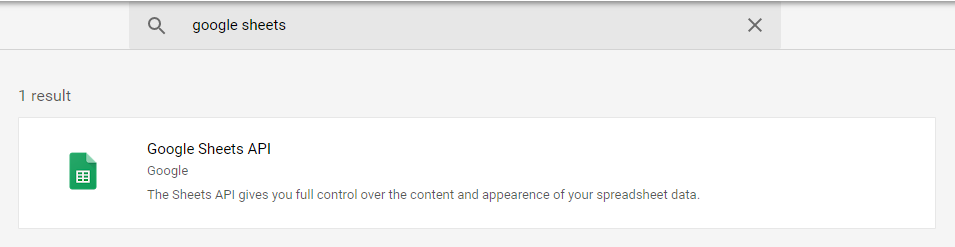 google sheets
1 result
Google Sheets API
Google
The Sheets API gives you full control over the content and appearence of your spreadsheet data.